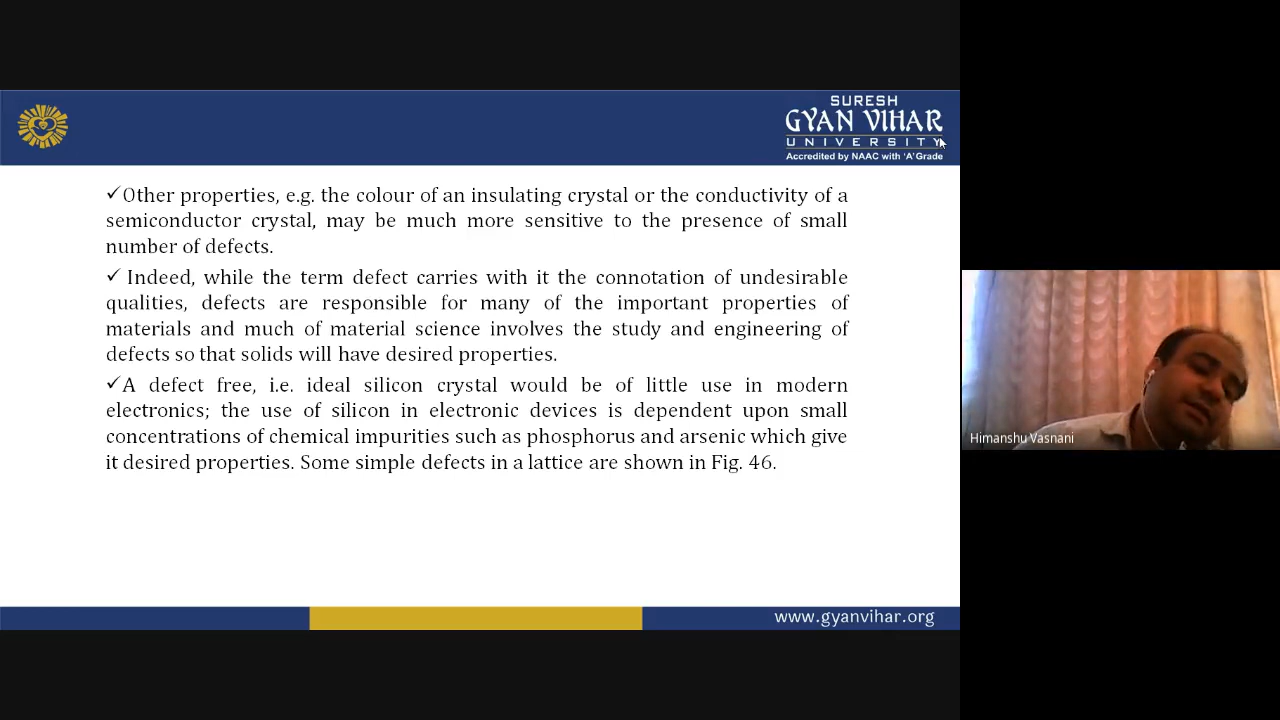 SURESH
GYAN VIHAR
UNIVERSITY
Accredited by NAAC with 'A' Grade
✓Other properties, e.g. the colour of an insulating crystal or the conductivity of a
semiconductor crystal, may be much more sensitive to the presence of small
number of defects.
✓ Indeed, while the term defect carries with it the connotation of undesirable
qualities, defects are responsible for many of the important properties of
materials and much of material science involves the study and engineering of
defects so that solids will have desired properties.
✓A defect free, i.e. ideal silicon crystal would be of little use in modern
electronics; the use of silicon in electronic devices is dependent upon small
concentrations of chemical impurities such as phosphorus and arsenic which give
it desired properties. Some simple defects in a lattice are shown in Fig. 46.
Himanshu Vasnani
www.gyanvihar.org